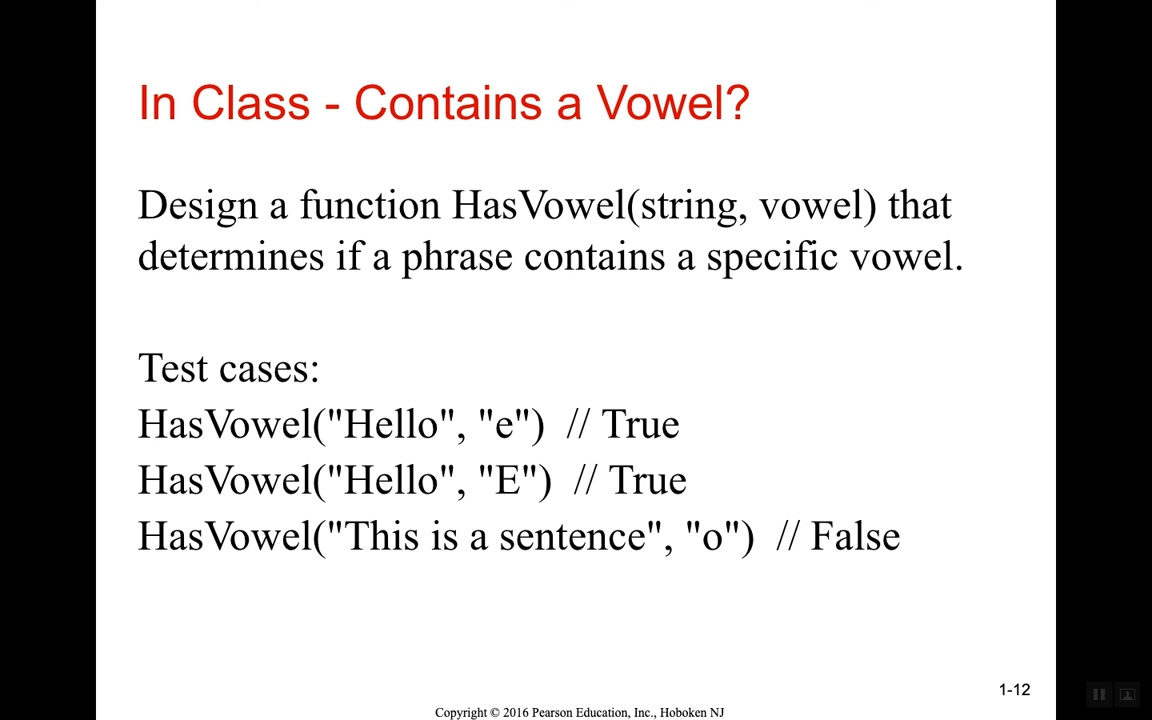 In Class - Contains a Vowel?
Design a function HasVowel(string, vowel) that
determines if a phrase contains a specific vowel.
Test cases:
HasVowel("Hello", "e")  // True
HasVowel("Hello", "E")  // True
HasVowel("This is a sentence", "o")  // False
1-12
Copyright © 2016 Pearson Education, Inc., Hoboken NJ